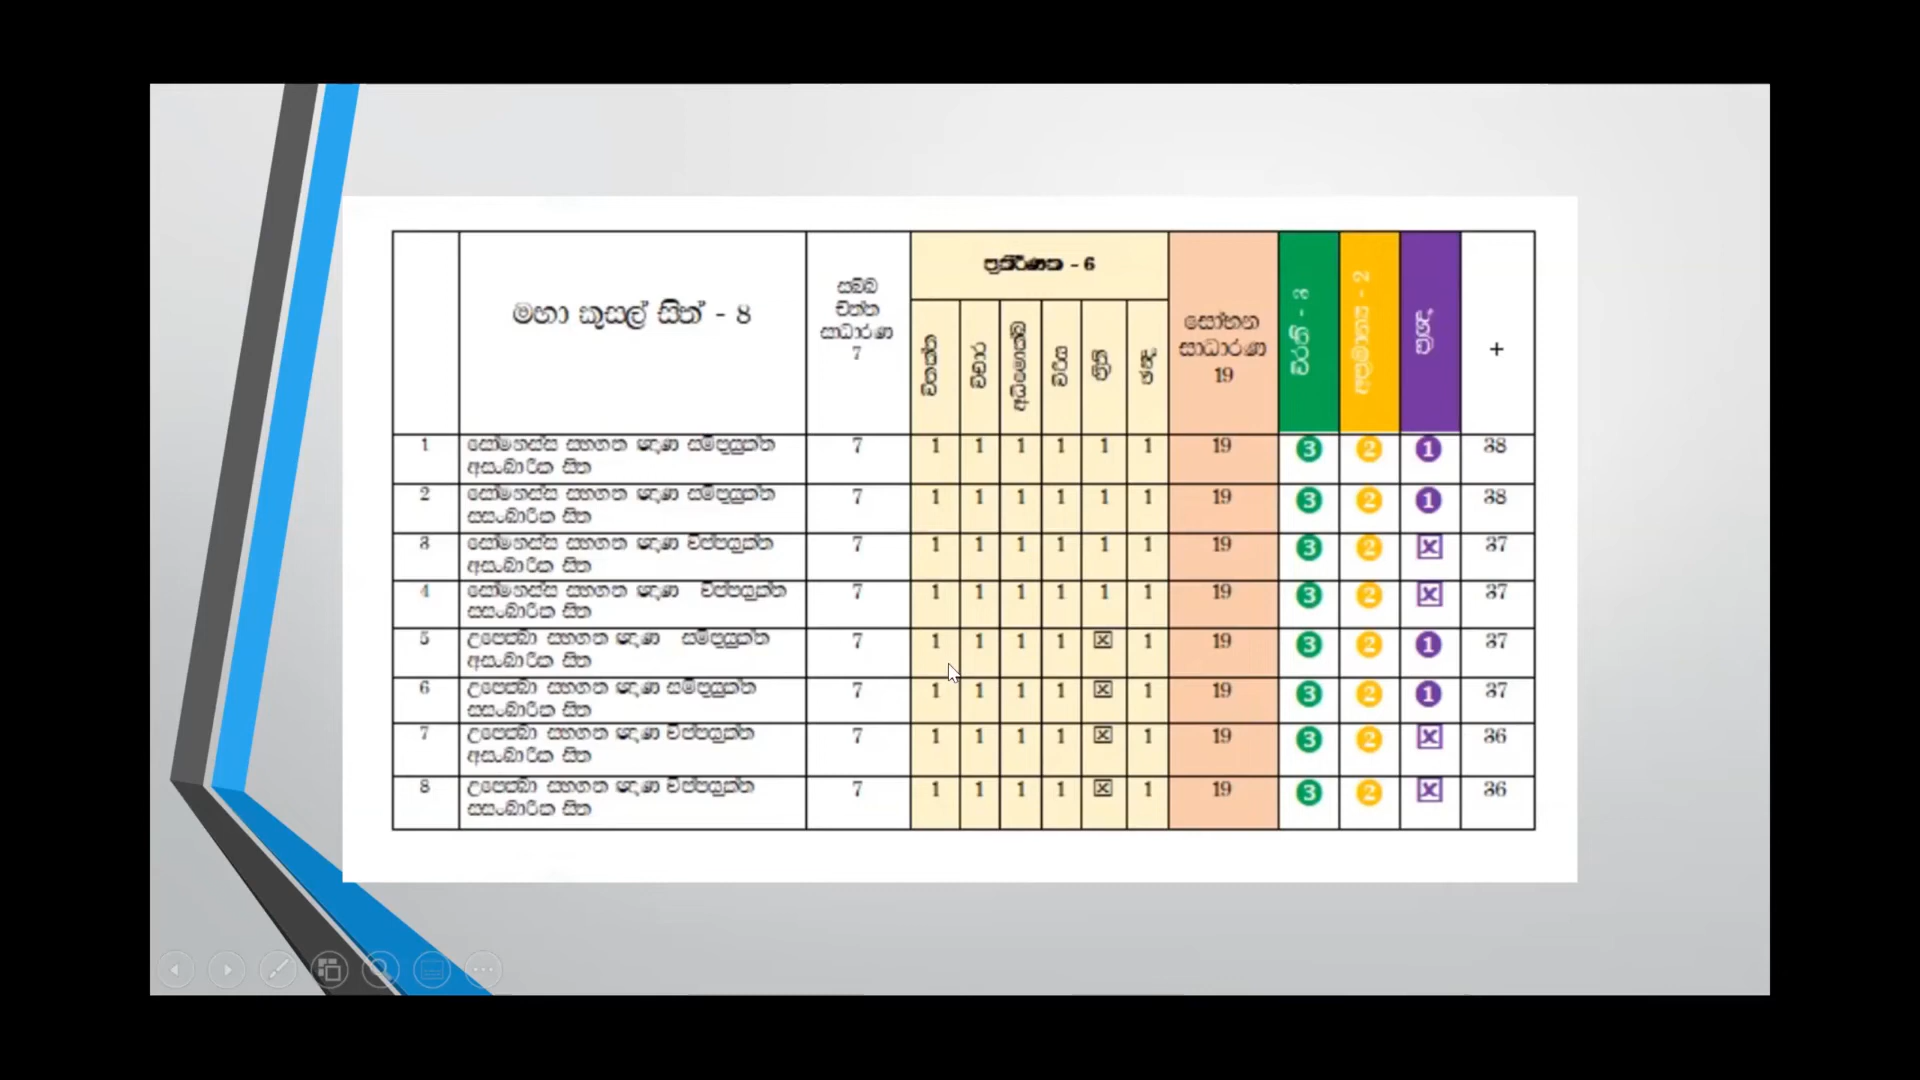 මහා කුසල් සිත් - 8
සබ්බ
චිත්ත
සාධාරණ
7
ප්‍රකීර්ණක - 6
විතක්ක
විචාර
අධිමොක්ඛ
විරිය
ප්‍රීති
ඡන්ද
සෝභන
සාධාරණ
19
විරති - 3
අප්‍රමාන්‍ය - 2
ප්‍රඥා
+
1 සෝමනස්ස සහගත ඤාණ සම්ප්‍රයුක්ත 7 1 1 1 1 1 1 19 3 2 1 38
අසංඛාරික සිත
2 සෝමනස්ස සහගත ඤාණ සම්ප්‍රයුක්ත 7 1 1 1 1 1 1 19 3 2 1 38
සසංඛාරික සිත
3 සෝමනස්ස සහගත ඤාණ විප්පයුක්ත 7 1 1 1 1 1 1 19 3 2 ☒ 37
අසංඛාරික සිත
4 සෝමනස්ස සහගත ඤාණ විප්පයුක්ත 7 1 1 1 1 1 1 19 3 2 ☒ 37
සසංඛාරික සිත
5 උපෙක්ඛා සහගත ඤාණ සම්ප්‍රයුක්ත 7 1 1 1 1 ☒ 1 19 3 2 1 37
අසංඛාරික සිත
6 උපෙක්ඛා සහගත ඤාණ සම්ප්‍රයුක්ත 7 1 1 1 1 ☒ 1 19 3 2 1 37
සසංඛාරික සිත
7 උපෙක්ඛා සහගත ඤාණ විප්පයුක්ත 7 1 1 1 1 ☒ 1 19 3 2 ☒ 36
අසංඛාරික සිත
8 උපෙක්ඛා සහගත ඤාණ විප්පයුක්ත 7 1 1 1 1 ☒ 1 19 3 2 ☒ 36
සසංඛාරික සිත